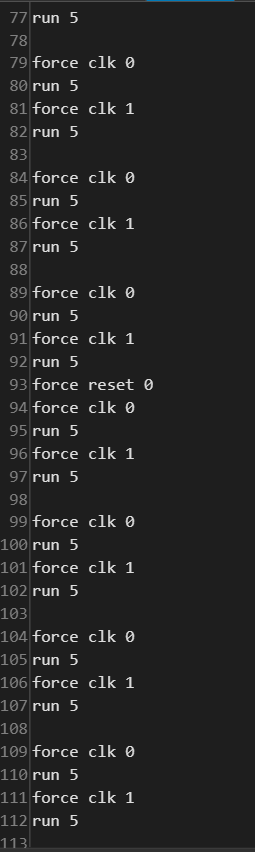 77 run 5
78
79 force clk 0
80 run 5
81 force clk 1
82 run 5
83
84 force clk 0
85 run 5
86 force clk 1
87 run 5
88
89 force clk 0
90 run 5
91 force clk 1
92 run 5
93 force reset 0
94 force clk 0
95 run 5
96 force clk 1
97 run 5
98
99 force clk 0
100 run 5
101 force clk 1
102 run 5
103
104 force clk 0
105 run 5
106 force clk 1
107 run 5
108
109 force clk 0
110 run 5
111 force clk 1
112 run 5
113